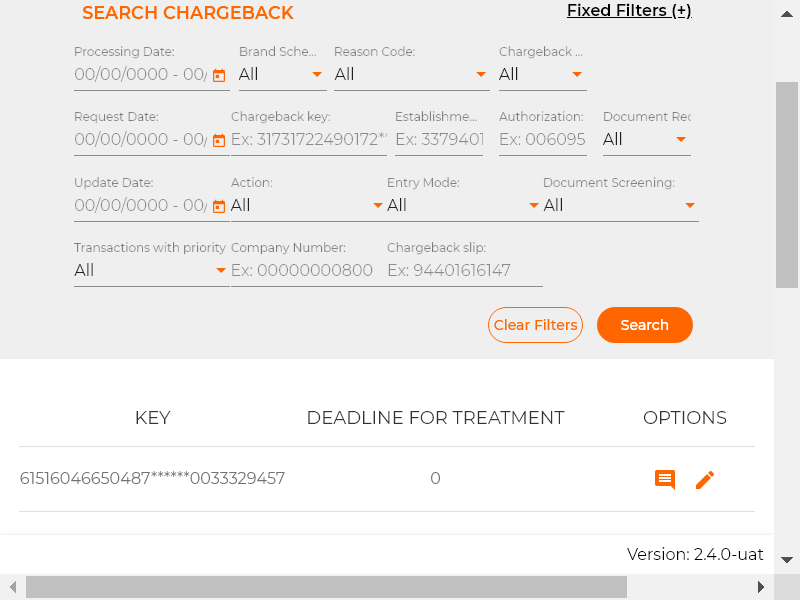 SEARCH CHARGEBACK
Fixed Filters (+)
Processing Date:
Brand Sche...
Reason Code:
Chargeback ...
00/00/0000 - 00/
All
All
All
Request Date:
Chargeback key:
Establishme...
Authorization:
Document Rec
00/00/0000 - 00/
Ex: 31731722490172**
Ex: 3379401
Ex: 006095
All
Update Date:
Action:
Entry Mode:
Document Screening:
00/00/0000 - 00/
All
All
All
Transactions with priority
Company Number:
Chargeback slip:
All
Ex: 00000000800
Ex: 94401616147
Clear Filters
Search
KEY
DEADLINE FOR TREATMENT
OPTIONS
61516046650487******0033329457
0
Version: 2.4.0-uat